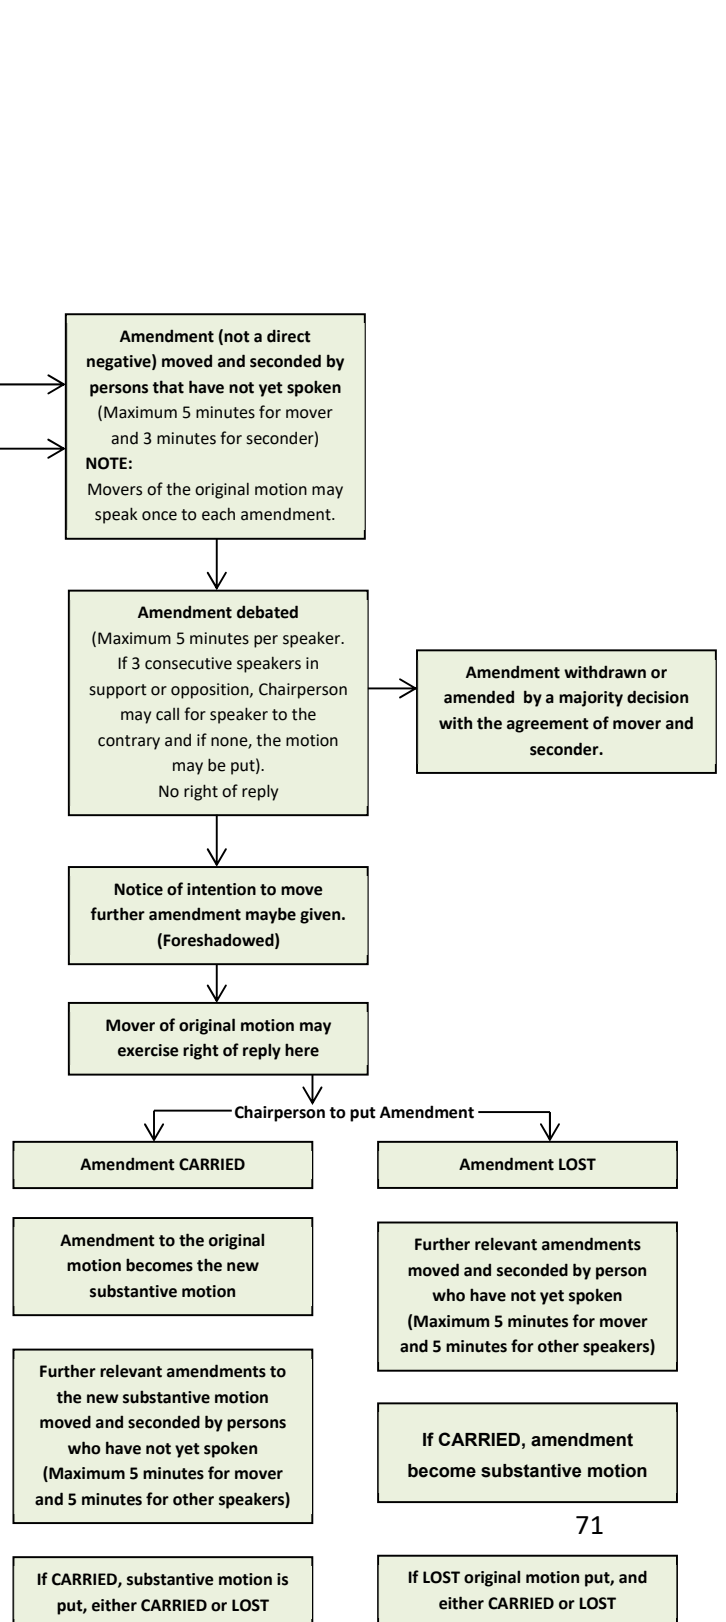 Amendment (not a direct
negative) moved and seconded by
persons that have not yet spoken
(Maximum 5 minutes for mover
and 3 minutes for seconder)
NOTE:
Movers of the original motion may
speak once to each amendment.
Amendment debated
(Maximum 5 minutes per speaker.
If 3 consecutive speakers in
support or opposition, Chairperson
may call for speaker to the
contrary and if none, the motion
may be put).
No right of reply
Amendment withdrawn or
amended by a majority decision
with the agreement of mover and
seconder.
Notice of intention to move
further amendment maybe given.
(Foreshadowed)
Mover of original motion may
exercise right of reply here
Chairperson to put Amendment
Amendment CARRIED
Amendment to the original
motion becomes the new
substantive motion
Further relevant amendments to
the new substantive motion
moved and seconded by persons
who have not yet spoken
(Maximum 5 minutes for mover
and 5 minutes for other speakers)
If CARRIED, substantive motion is
put, either CARRIED or LOST
Amendment LOST
Further relevant amendments
moved and seconded by person
who have not yet spoken
(Maximum 5 minutes for mover
and 5 minutes for other speakers)
If CARRIED, amendment
become substantive motion
71
If LOST original motion put, and
either CARRIED or LOST